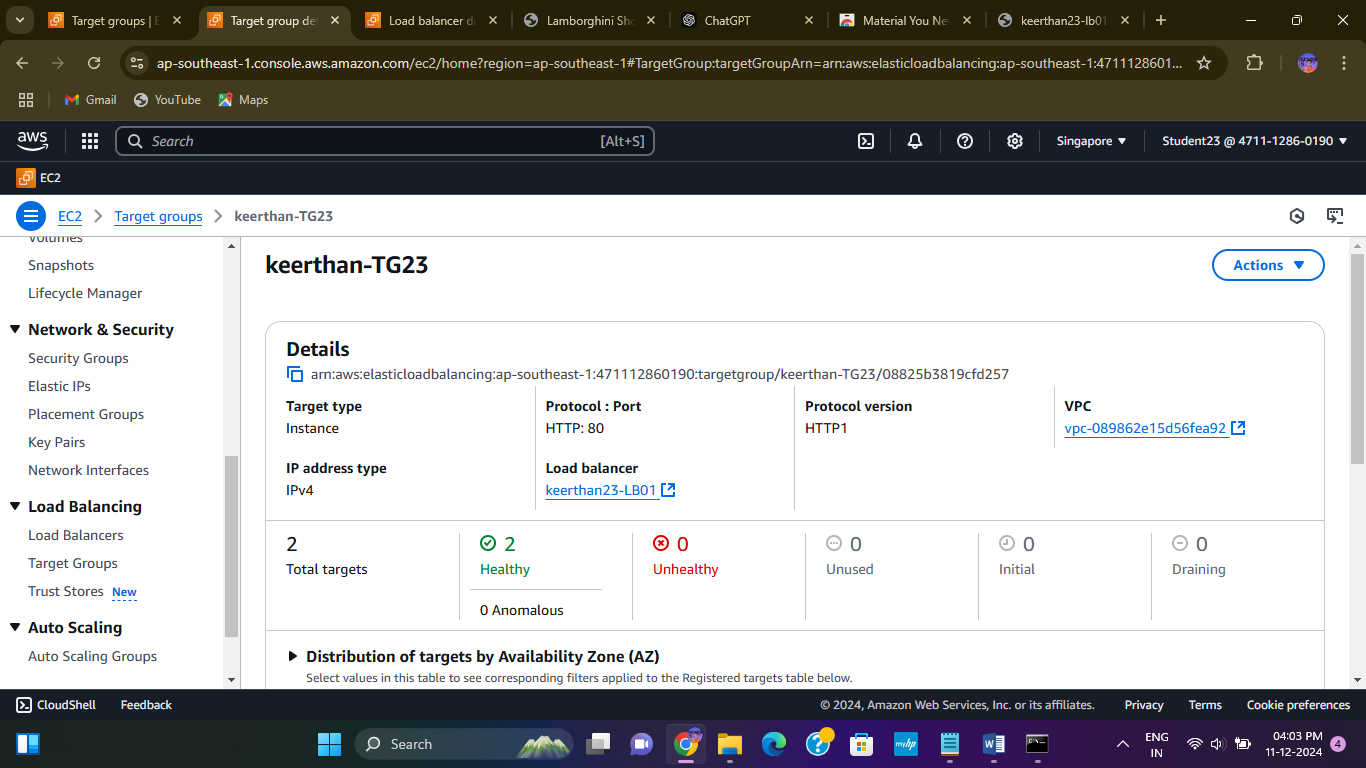 Target groups | E
Target group de
Load balancer d
Lamborghini Sh
ChatGPT
Material You Ne
keerthan23-lb01
ap-southeast-1.console.aws.amazon.com/ec2/home?region=ap-southeast-1#TargetGroup:targetGroupArn=arn:aws:elasticloadbalancing:ap-southeast-1:4711128601...
Gmail
YouTube
Maps
aws
Search
[Alt+S]
Singapore
Student23 @ 4711-1286-0190
EC2
EC2
Target groups
keerthan-TG23
Volumes
Snapshots
Lifecycle Manager
Network & Security
Security Groups
Elastic IPs
Placement Groups
Key Pairs
Network Interfaces
Load Balancing
Load Balancers
Target Groups
Trust Stores New
Auto Scaling
Auto Scaling Groups
keerthan-TG23
Actions
Details
arn:aws:elasticloadbalancing:ap-southeast-1:471112860190:targetgroup/keerthan-TG23/08825b3819cfd257
Target type
Instance
Protocol : Port
HTTP: 80
Protocol version
HTTP1
VPC
vpc-089862e15d56fea92
IP address type
IPv4
Load balancer
keerthan23-LB01
2
Total targets
2
Healthy
0 Anomalous
0
Unhealthy
0
Unused
0
Initial
0
Draining
Distribution of targets by Availability Zone (AZ)
Select values in this table to see corresponding filters applied to the Registered targets table below.
CloudShell
Feedback
© 2024, Amazon Web Services, Inc. or its affiliates.
Privacy
Terms
Cookie preferences
Search
myhp
ENG
IN
04:03 PM
11-12-2024
4